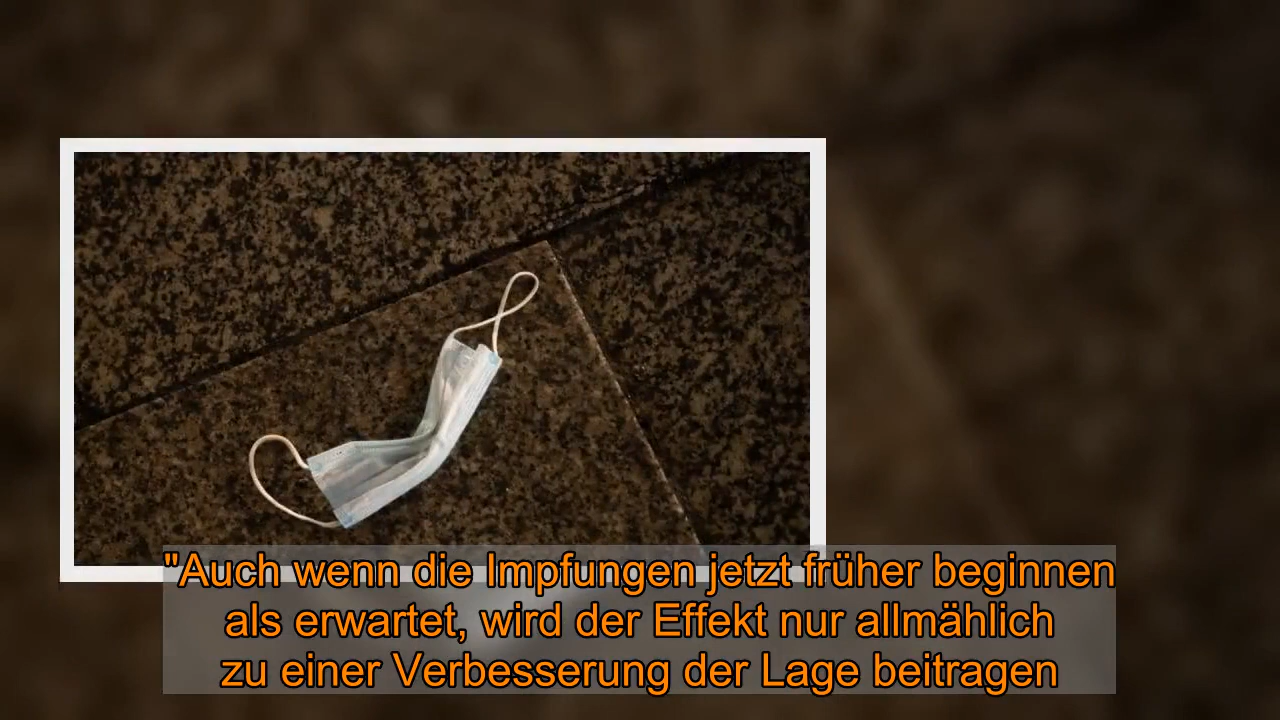 "Auch wenn die Impfungen jetzt früher beginnen
als erwartet, wird der Effekt nur allmählich
zu einer Verbesserung der Lage beitragen